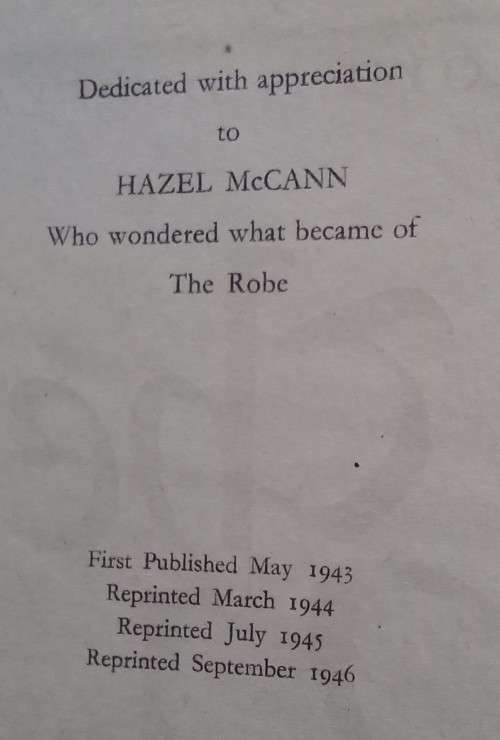 Dedicated with appreciation
to
HAZEL McCANN
Who wondered what became of
The Robe
First Published May 1943
Reprinted March 1944
Reprinted July 1945
Reprinted September 1946